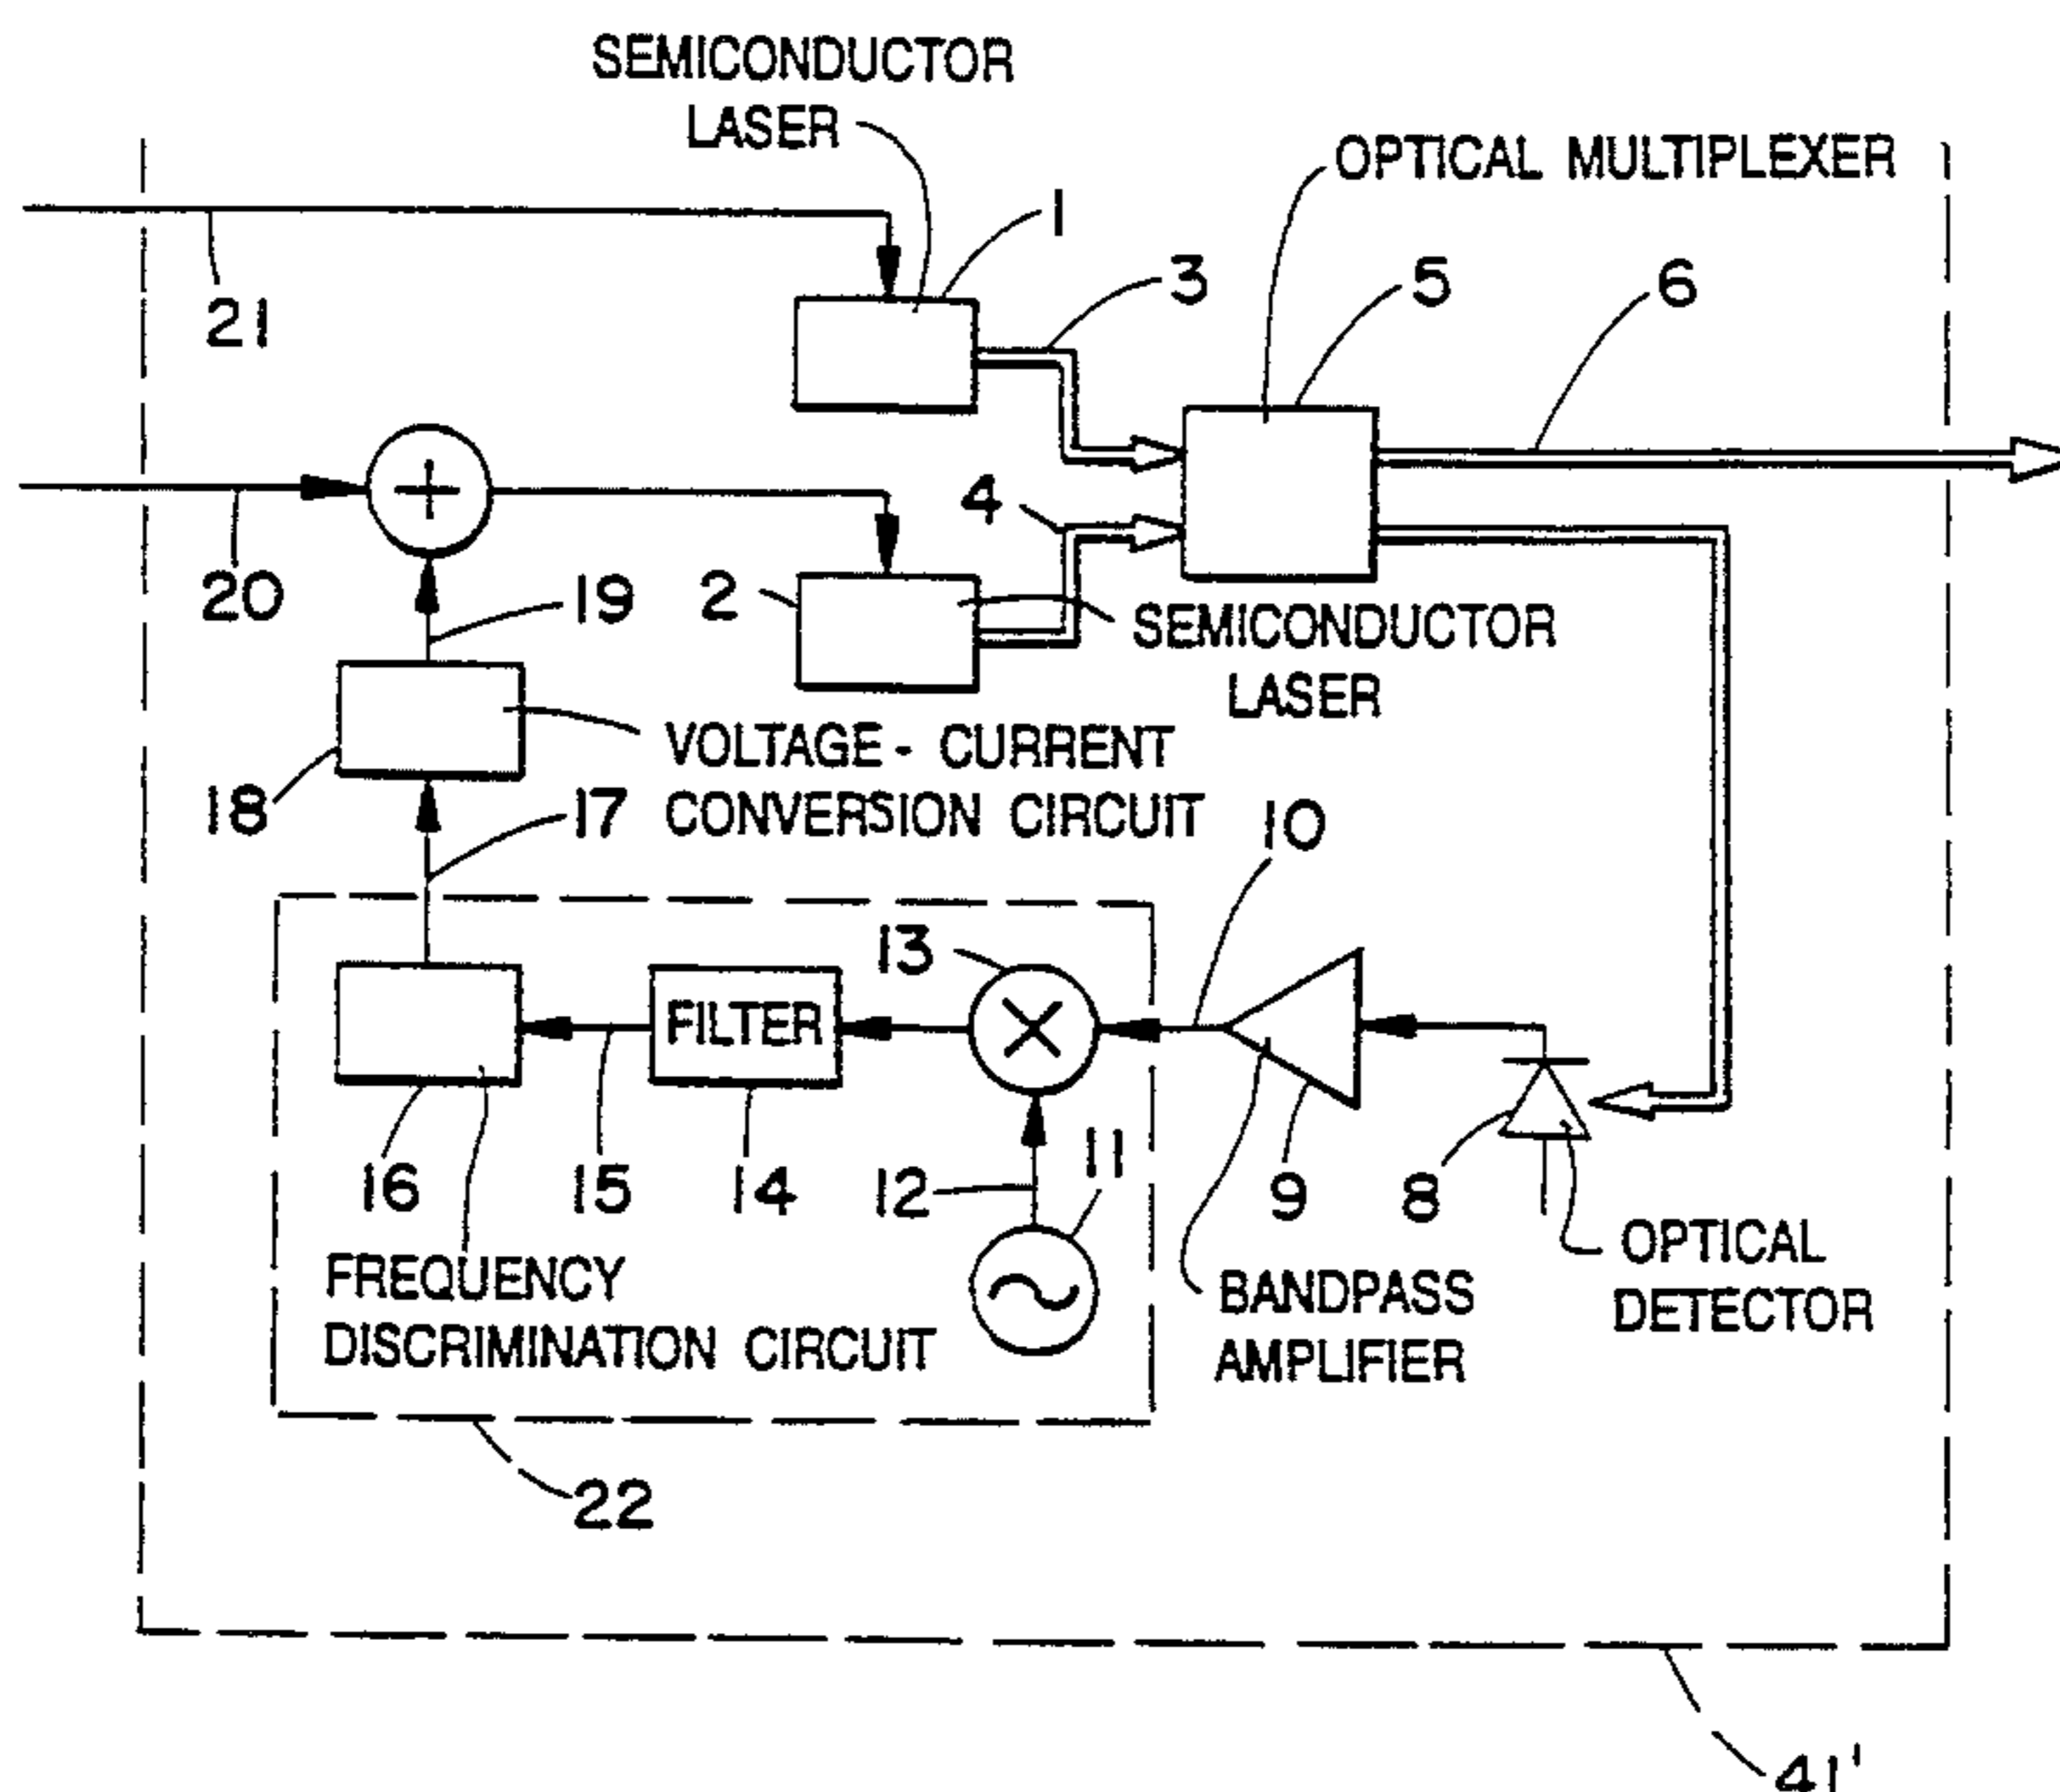 SEMICONDUCTOR
LASER
OPTICAL MULTIPLEXER
1
21
3
5
6
4
20
19
2
SEMICONDUCTOR
LASER
18
VOLTAGE - CURRENT
CONVERSION CIRCUIT
17
10
13
FILTER
16
15
14
12
11
9
8
FREQUENCY
DISCRIMINATION CIRCUIT
BANDPASS
AMPLIFIER
OPTICAL
DETECTOR
22
41'